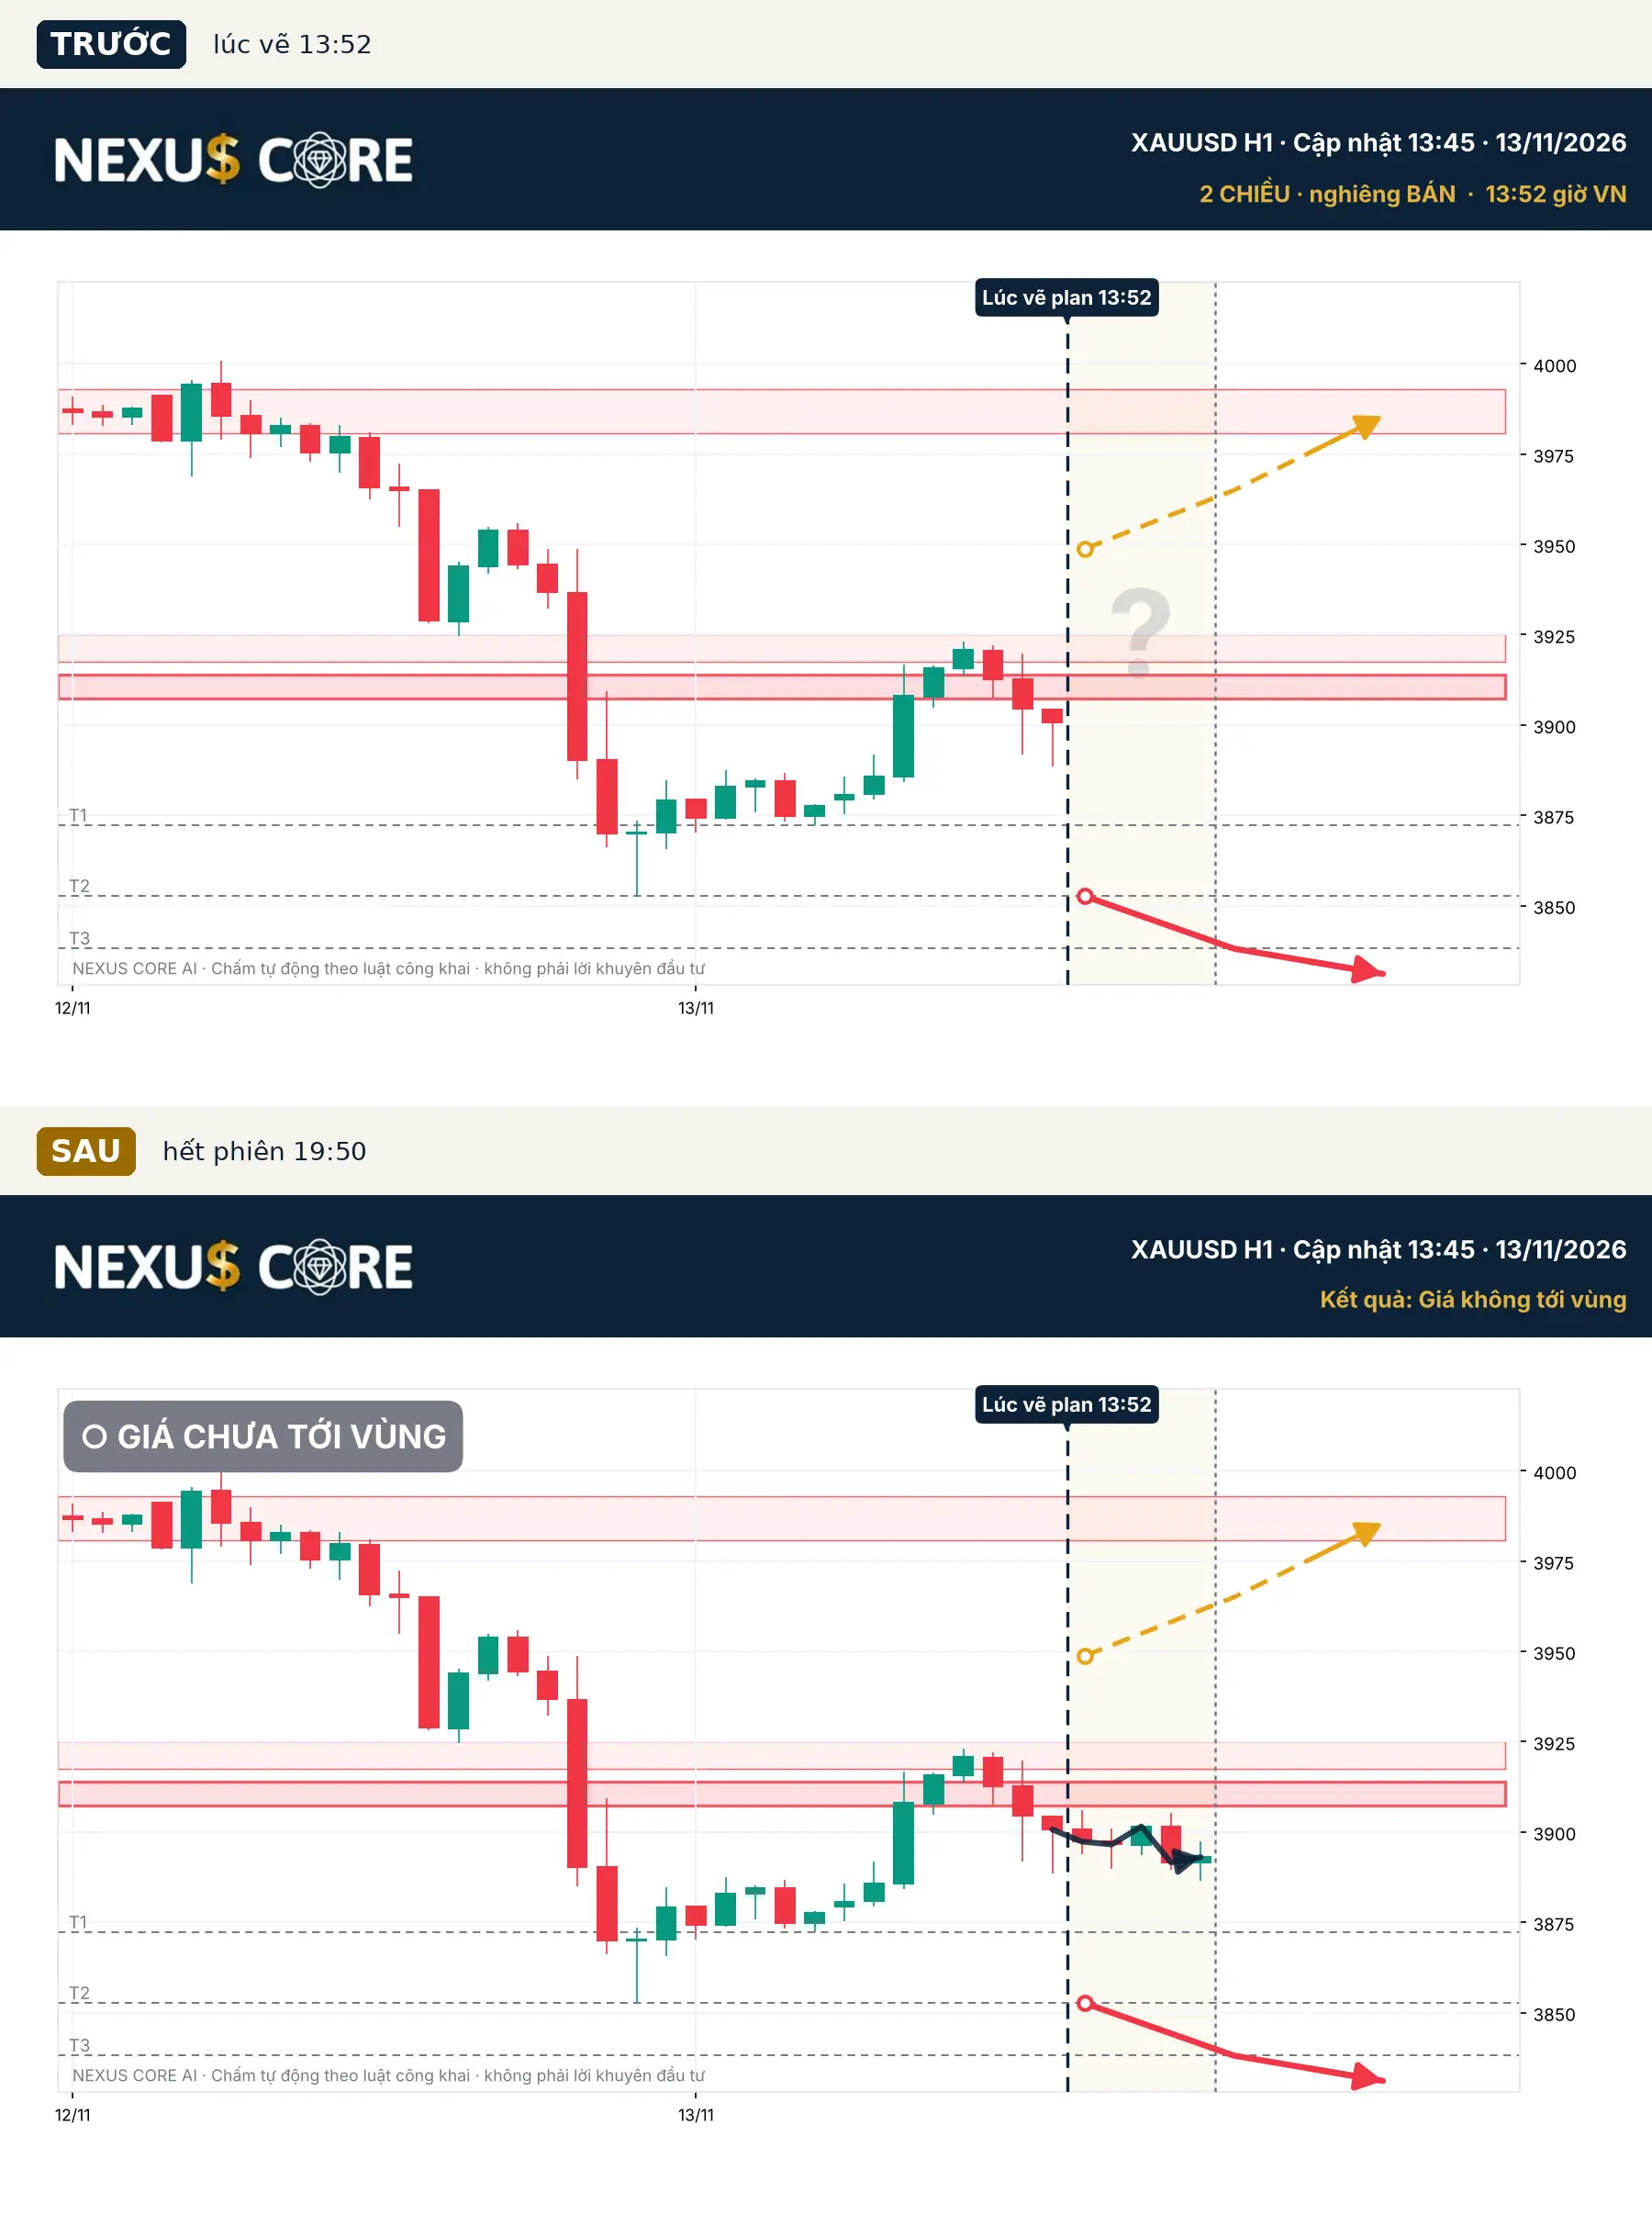 TRƯỚC lúc vẽ 13:52
NEXU$ CORE
XAUUSD H1 · Cập nhật 13:45 · 13/11/2026
2 CHIỀU · nghiêng BÁN · 13:52 giờ VN
Lúc vẽ plan 13:52
4000
3975
3950
?
3925
3900
T1
3875
T2
3850
T3
NEXUS CORE AI · Chấm tự động theo luật công khai · không phải lời khuyên đầu tư
12/11 13/11
SAU hết phiên 19:50
NEXU$ CORE
XAUUSD H1 · Cập nhật 13:45 · 13/11/2026
Kết quả: Giá không tới vùng
Lúc vẽ plan 13:52
GIÁ CHƯA TỚI VÙNG
4000
3975
3950
3925
3900
T1
3875
T2
3850
T3
NEXUS CORE AI · Chấm tự động theo luật công khai · không phải lời khuyên đầu tư
12/11 13/11